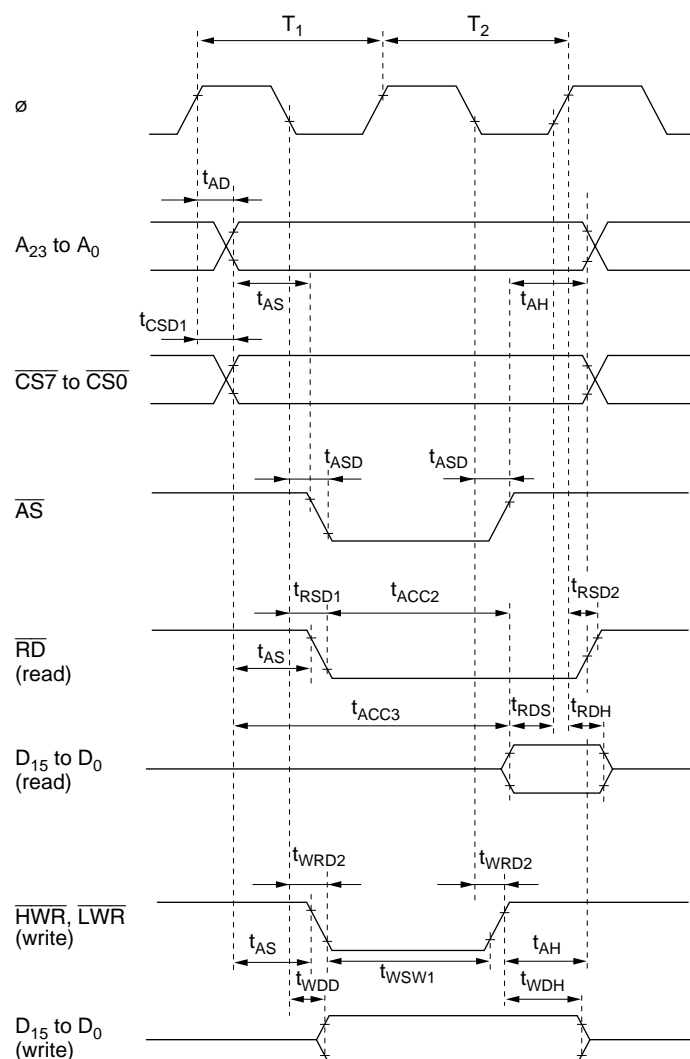 T1 T2
ø
tAD
A23 to A0
tAS tAH
tCSD1
CS7 to CS0
tASD tASD
AS
tRSD1 tACC2 tRSD2
RD
(read)
tAS
tACC3 tRDS tRDH
D15 to D0
(read)
tWRD2 tWRD2
HWR, LWR
(write)
tAS tWSW1 tAH
tWDD tWDH
D15 to D0
(write)